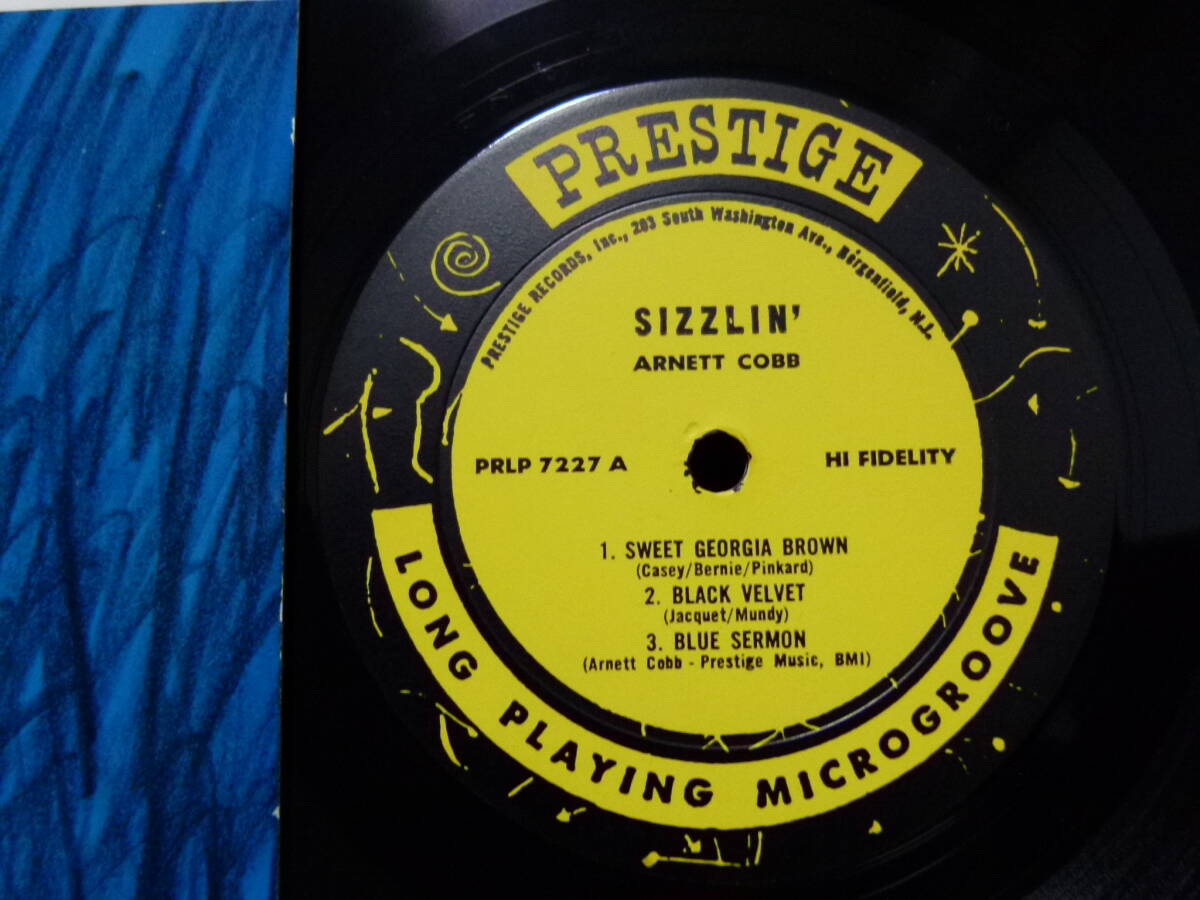 PRESTIGE
PRESTIGE RECORDS, Inc., 203 South Washington Ave., Bergenfield, N.J.
SIZZLIN'
ARNETT COBB
PRLP 7227 A
HI FIDELITY
1. SWEET GEORGIA BROWN
(Casey/Bernie/Pinkard)
2. BLACK VELVET
(Jacquet/Mundy)
3. BLUE SERMON
(Arnett Cobb - Prestige Music, BMI)
LONG PLAYING MICROGROOVE